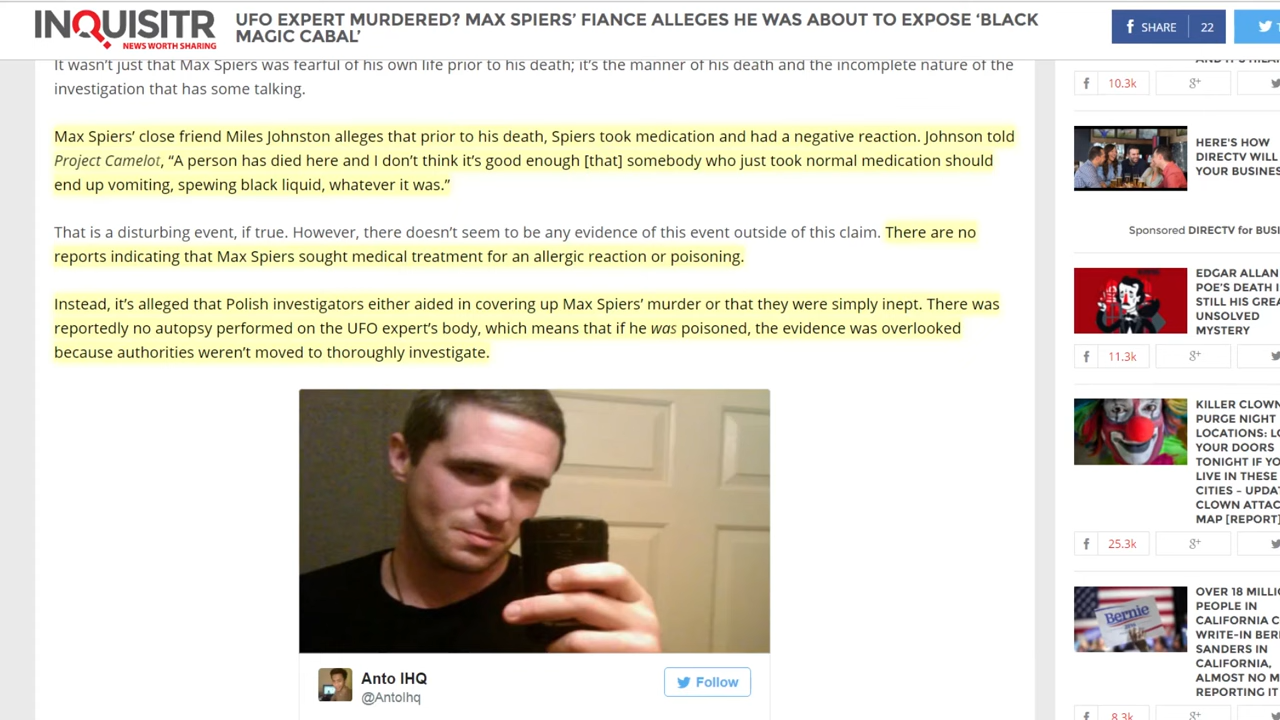 INQUISITR
NEWS WORTH SHARING
UFO EXPERT MURDERED? MAX SPIERS' FIANCE ALLEGES HE WAS ABOUT TO EXPOSE 'BLACK
MAGIC CABAL'
SHARE 22
It wasn't just that Max Spiers was fearful of his own life prior to his death; it's the manner of his death and the incomplete nature of the
investigation that has some talking.
Max Spiers' close friend Miles Johnston alleges that prior to his death, Spiers took medication and had a negative reaction. Johnson told
Project Camelot, “A person has died here and I don't think it's good enough [that] somebody who just took normal medication should
end up vomiting, spewing black liquid, whatever it was.”
That is a disturbing event, if true. However, there doesn't seem to be any evidence of this event outside of this claim. There are no
reports indicating that Max Spiers sought medical treatment for an allergic reaction or poisoning.
Instead, it's alleged that Polish investigators either aided in covering up Max Spiers' murder or that they were simply inept. There was
reportedly no autopsy performed on the UFO expert's body, which means that if he was poisoned, the evidence was overlooked
because authorities weren't moved to thoroughly investigate.
Anto IHQ
@AntoIhq
Follow
10.3k
g+
HERE'S HOW
DIRECTV WILL
YOUR BUSINES
Sponsored DIRECTV for BUSI
EDGAR ALLAN
POE'S DEATH I
STILL HIS GREA
UNSOLVED
MYSTERY
11.3k
g+
KILLER CLOWN
PURGE NIGHT
LOCATIONS: LO
YOUR DOORS
TONIGHT IF YO
LIVE IN THESE
CITIES – UPDAT
CLOWN ATTAC
MAP [REPORT]
25.3k
g+
Bernie
OVER 18 MILLIO
PEOPLE IN
CALIFORNIA C
WRITE-IN BERN
SANDERS IN
CALIFORNIA,
ALMOST NO M
REPORTING IT
8.3k